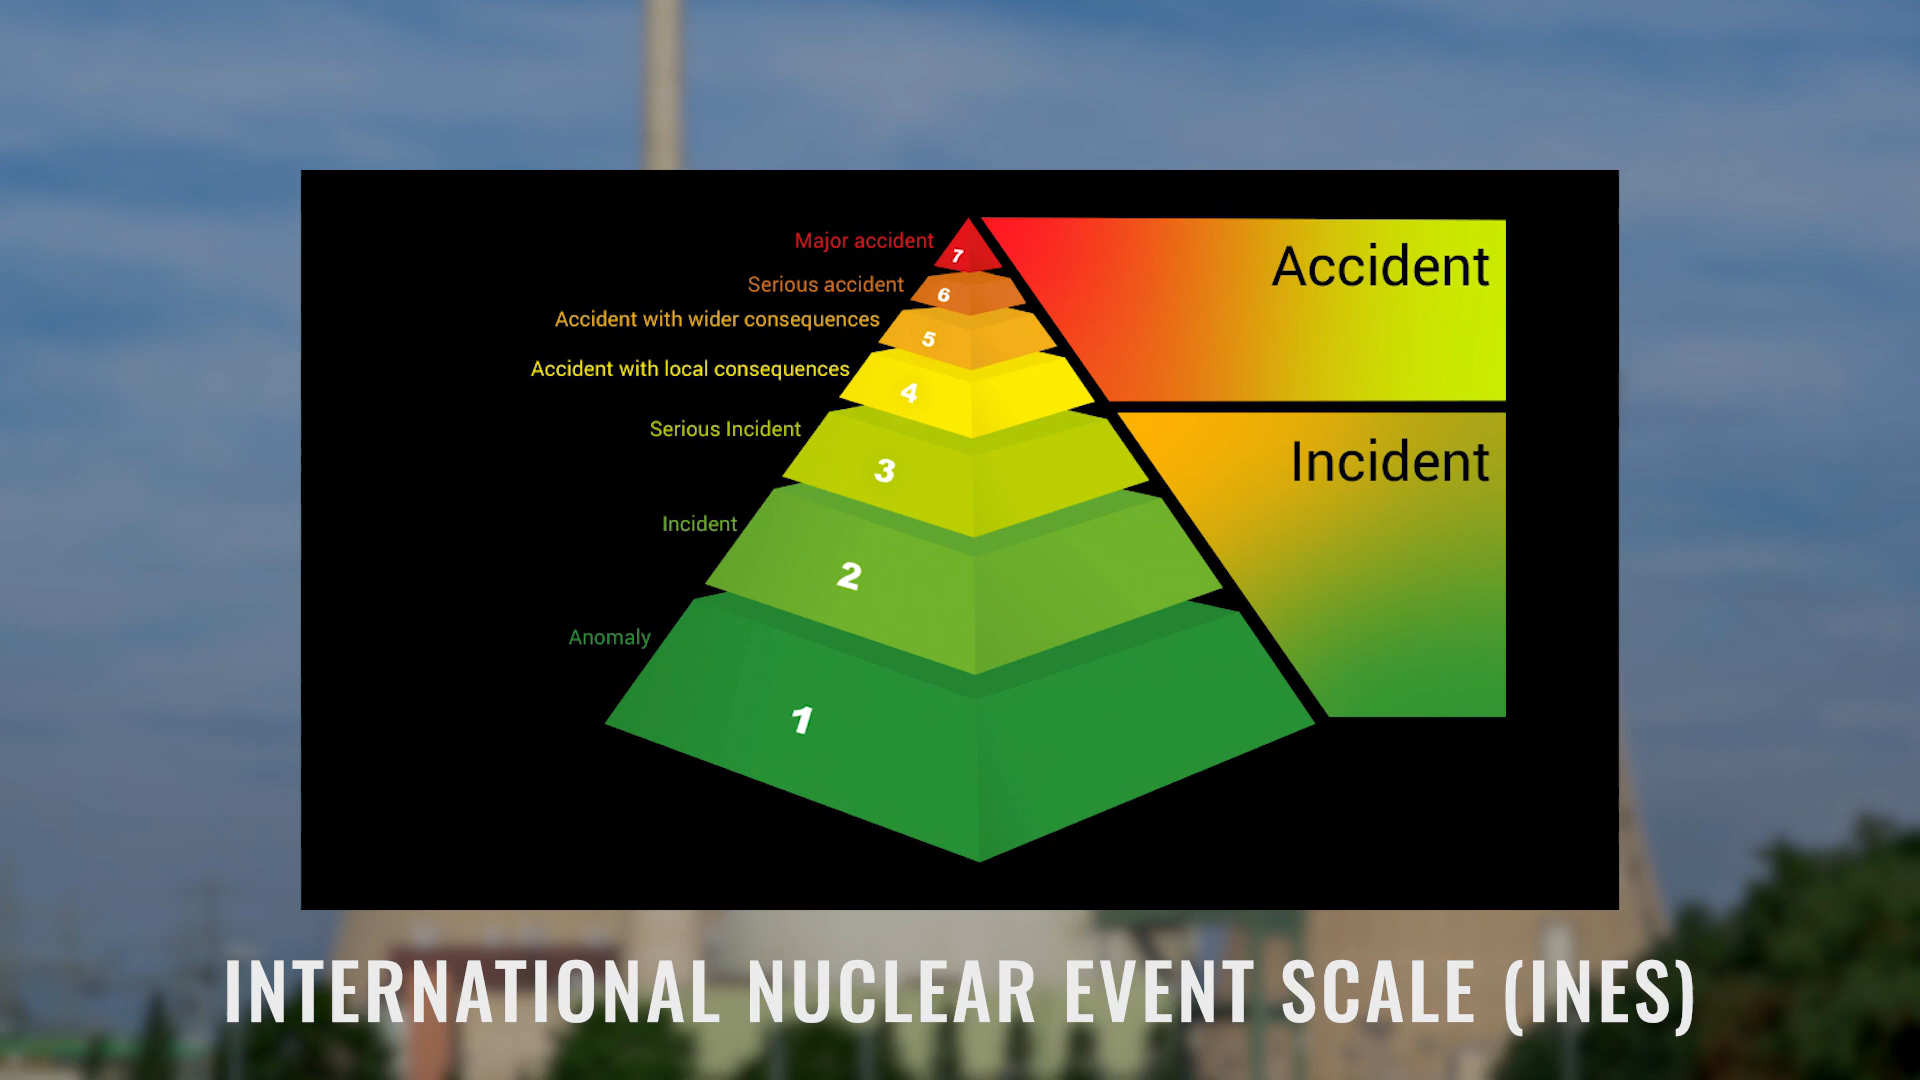 Major accident
7
Serious accident
6
Accident with wider consequences
5
Accident with local consequences
4
Serious Incident
3
Incident
2
Anomaly
1
Accident
Incident
INTERNATIONAL NUCLEAR EVENT SCALE (INES)